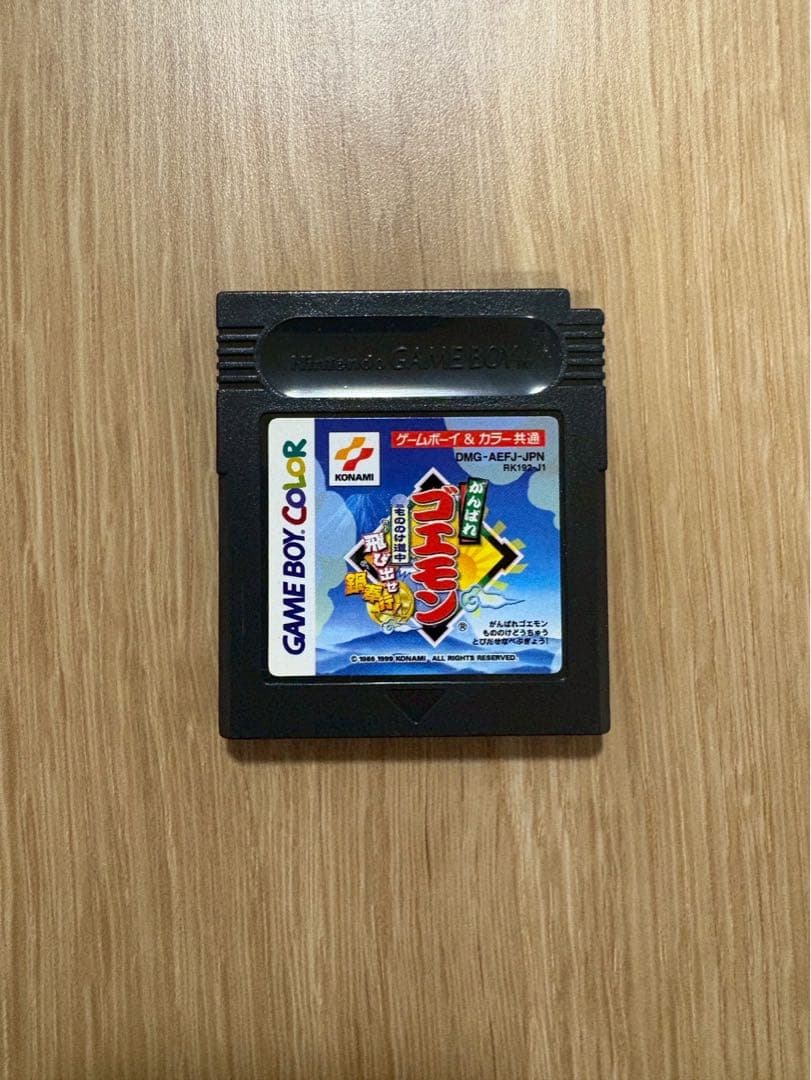 Nintendo GAME BOY TM
GAME BOY COLOR
KONAMI
ゲームボーイ & カラー共通
DMG-AEFJ-JPN
RK192-J1
がんばれ
ゴエモン
®
もののけ道中
飛び出せ
鍋奉行!
がんばれゴエモン
もののけどうちゅう
とびだせなべぶぎょう!
© 1986 1999 KONAMI ALL RIGHTS RESERVED